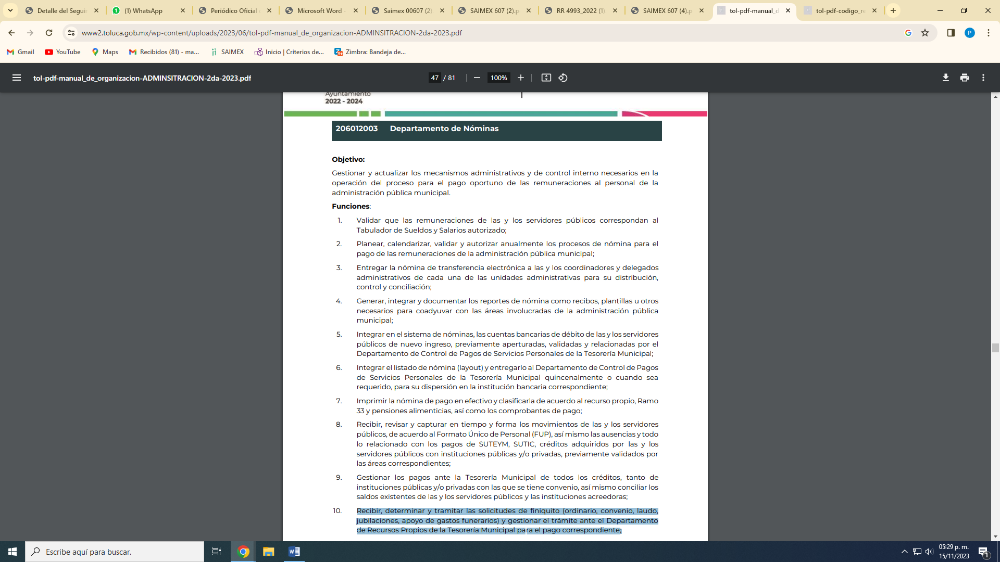 Detalle del Seguin
(1) WhatsApp
Periódico Oficial
Microsoft Word -
Saimex 00607 (2)
SAIMEX 607 (2).p
RR 4993_2022 (1)
SAIMEX 607 (4).p
tol-pdf-manual_d
tol-pdf-codigo_re
www2.toluca.gob.mx/wp-content/uploads/2023/06/tol-pdf-manual_de_organizacion-ADMINSITRACION-2da-2023.pdf
P
Gmail
YouTube
Maps
Recibidos (81) - ma...
SAIMEX
Inicio | Criterios de...
Zimbra: Bandeja de...
tol-pdf-manual_de_organizacion-ADMINSITRACION-2da-2023.pdf
47 / 81
100%
Ayuntamiento
2022 - 2024
206012003 Departamento de Nóminas
Objetivo:
Gestionar y actualizar los mecanismos administrativos y de control interno necesarios en la
operación del proceso para el pago oportuno de las remuneraciones al personal de la
administración pública municipal.
Funciones:
1. Validar que las remuneraciones de las y los servidores públicos correspondan al
Tabulador de Sueldos y Salarios autorizado;
2. Planear, calendarizar, validar y autorizar anualmente los procesos de nómina para el
pago de las remuneraciones de la administración pública municipal;
3. Entregar la nómina de transferencia electrónica a las y los coordinadores y delegados
administrativos de cada una de las unidades administrativas para su distribución,
control y conciliación;
4. Generar, integrar y documentar los reportes de nómina como recibos, plantillas u otros
necesarios para coadyuvar con las áreas involucradas de la administración pública
municipal;
5. Integrar en el sistema de nóminas, las cuentas bancarias de débito de las y los servidores
públicos de nuevo ingreso, previamente aperturadas, validadas y relacionadas por el
Departamento de Control de Pagos de Servicios Personales de la Tesorería Municipal;
6. Integrar el listado de nómina (layout) y entregarlo al Departamento de Control de Pagos
de Servicios Personales de la Tesorería Municipal quincenalmente o cuando sea
requerido, para su dispersión en la institución bancaria correspondiente;
7. Imprimir la nómina de pago en efectivo y clasificarla de acuerdo al recurso propio, Ramo
33 y pensiones alimenticias, así como los comprobantes de pago;
8. Recibir, revisar y capturar en tiempo y forma los movimientos de las y los servidores
públicos, de acuerdo al Formato Único de Personal (FUP), así mismo las ausencias y todo
lo relacionado con los pagos de SUTEYM, SUTIC, créditos adquiridos por las y los
servidores públicos con instituciones públicas y/o privadas, previamente validados por
las áreas correspondientes;
9. Gestionar los pagos ante la Tesorería Municipal de todos los créditos, tanto de
instituciones públicas y/o privadas con las que se tiene convenio, así mismo conciliar los
saldos existentes de las y los servidores públicos y las instituciones acreedoras;
10. Recibir, determinar y tramitar las solicitudes de finiquito (ordinario, convenio, laudo,
jubilaciones, apoyo de gastos funerarios) y gestionar el trámite ante el Departamento
de Recursos Propios de la Tesorería Municipal para el pago correspondiente;
Escribe aquí para buscar.
05:29 p. m.
15/11/2023
1